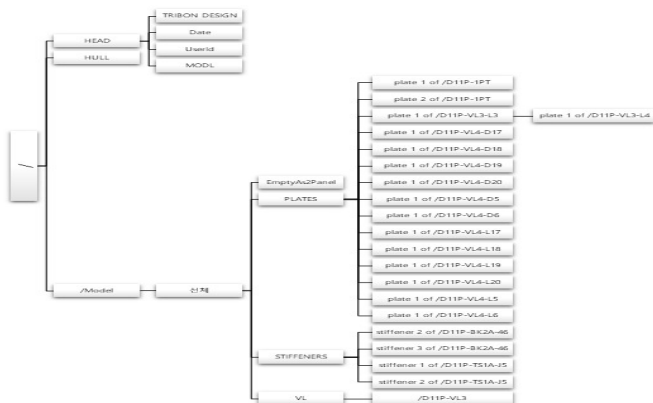 /
HEAD
TRIBON DESIGN
Date
UserId
MODL
HULL
/Model
선체
EmptyAs2Panel
PLATES
plate 1 of /D11P-1PT
plate 2 of /D11P-1PT
plate 1 of /D11P-VL3-L3
plate 1 of /D11P-VL3-L4
plate 1 of /D11P-VL4-D17
plate 1 of /D11P-VL4-D18
plate 1 of /D11P-VL4-D19
plate 1 of /D11P-VL4-D20
plate 1 of /D11P-VL4-D5
plate 1 of /D11P-VL4-D6
plate 1 of /D11P-VL4-L17
plate 1 of /D11P-VL4-L18
plate 1 of /D11P-VL4-L19
plate 1 of /D11P-VL4-L20
plate 1 of /D11P-VL4-L5
plate 1 of /D11P-VL4-L6
STIFFENERS
stiffener 2 of /D11P-BK2A-46
stiffener 3 of /D11P-BK2A-46
stiffener 1 of /D11P-TS1A-J5
stiffener 2 of /D11P-TS1A-J5
VL
/D11P-VL3